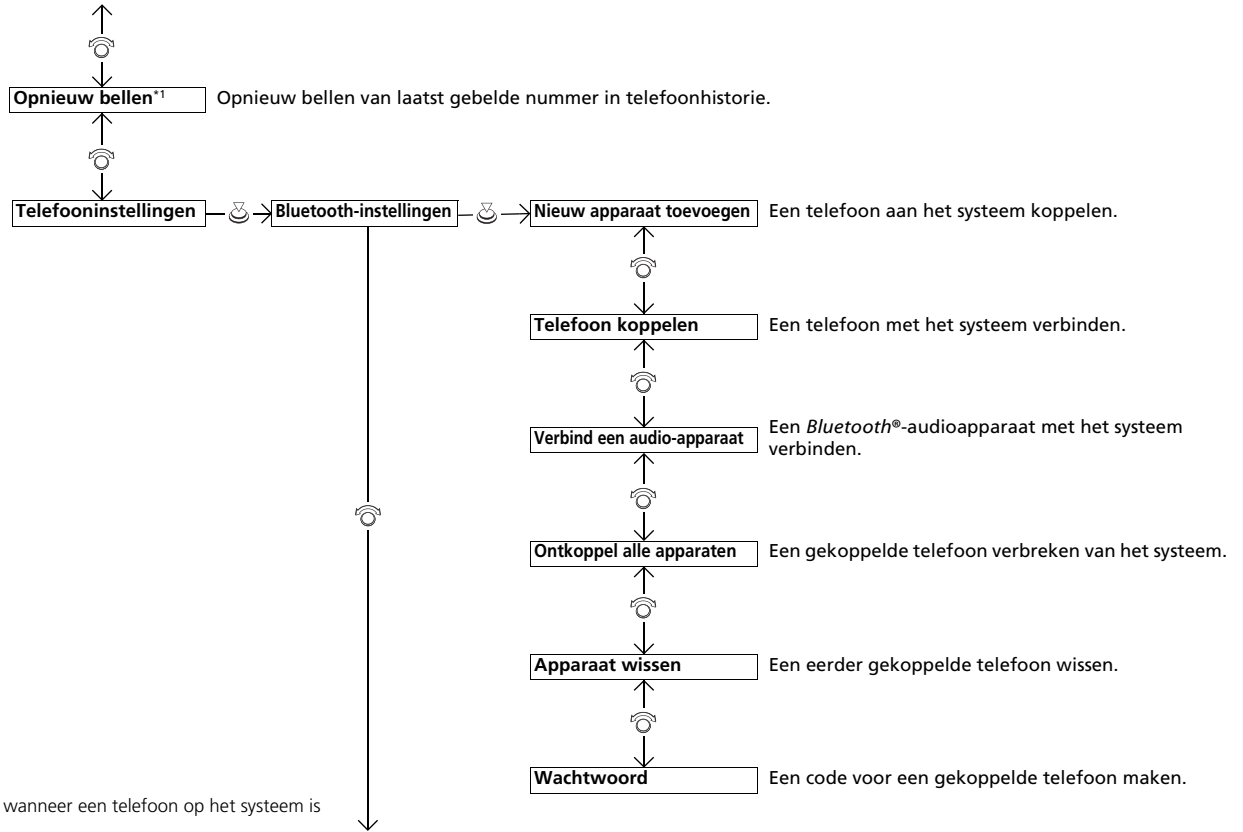 Opnieuw bellen*1 Opnieuw bellen van laatst gebelde nummer in telefoonhistorie.
Telefooninstellingen Bluetooth-instellingen Nieuw apparaat toevoegen Een telefoon aan het systeem koppelen.
Telefoon koppelen Een telefoon met het systeem verbinden.
Verbind een audio-apparaat Een Bluetooth®-audioapparaat met het systeem
verbinden.
Ontkoppel alle apparaten Een gekoppelde telefoon verbreken van het systeem.
Apparaat wissen Een eerder gekoppelde telefoon wissen.
Wachtwoord Een code voor een gekoppelde telefoon maken.
wanneer een telefoon op het systeem is